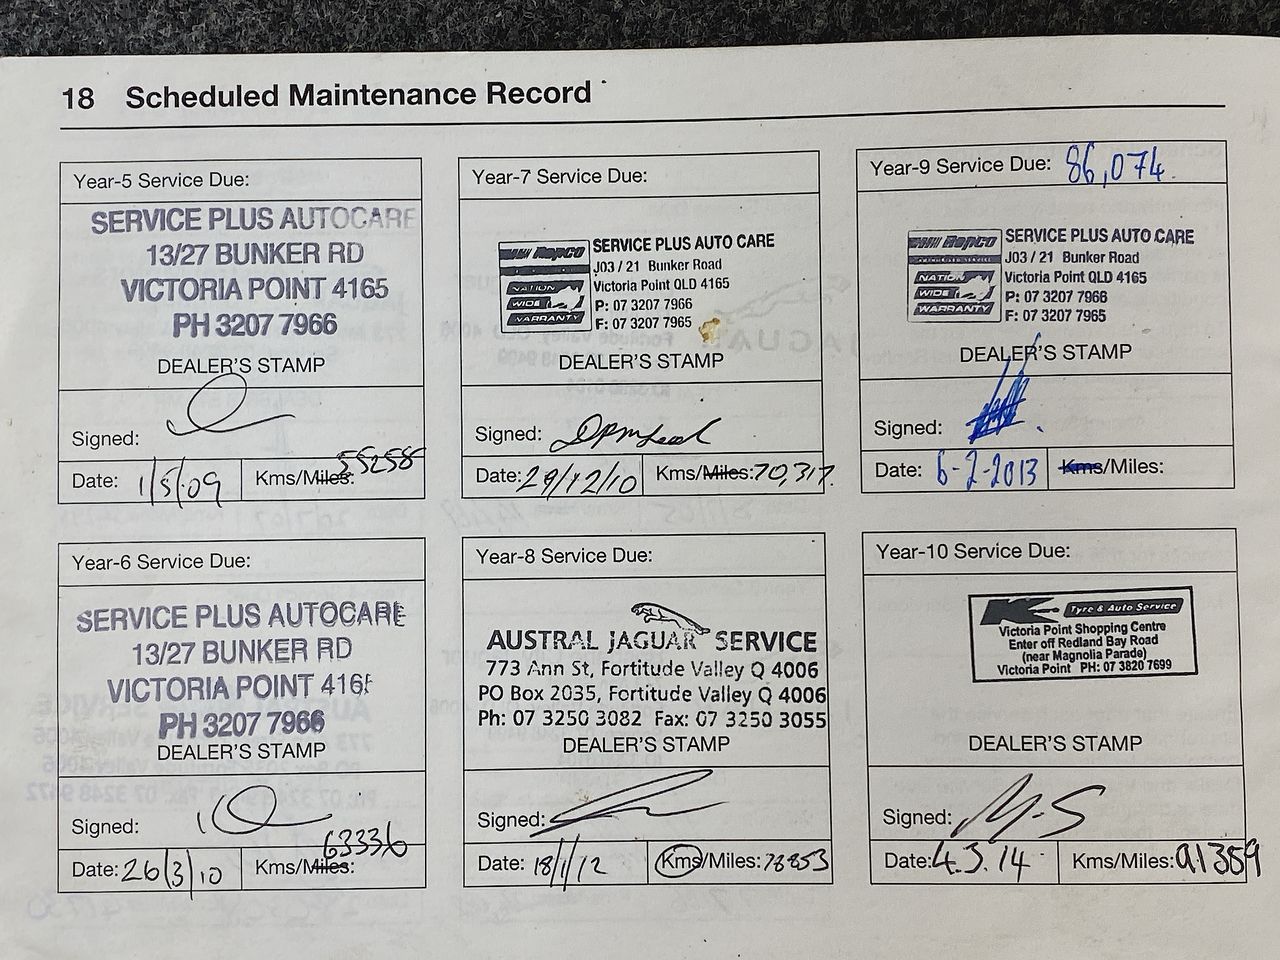 18 Scheduled Maintenance Record
Year-5 Service Due:
SERVICE PLUS AUTOCARE
13/27 BUNKER RD
VICTORIA POINT 4165
PH 3207 7966
DEALER'S STAMP
Signed:
Date: 1/5/09 Kms/Miles:
Year-7 Service Due:
Repco
NATION
WIDE
WARRANTY
SERVICE PLUS AUTO CARE
J03 / 21 Bunker Road
Victoria Point QLD 4165
P: 07 3207 7966
F: 07 3207 7965
DEALER'S STAMP
Signed:
Date: 29/12/10 Kms/Miles: 70,317.
Year-9 Service Due: 86,074.
Repco
NATION
WIDE
WARRANTY
SERVICE PLUS AUTO CARE
J03 / 21 Bunker Road
Victoria Point QLD 4165
P: 07 3207 7966
F: 07 3207 7965
DEALER'S STAMP
Signed:
Date: 6-2-2013 Kms/Miles:
Year-6 Service Due:
SERVICE PLUS AUTOCARE
13/27 BUNKER RD
VICTORIA POINT 4165
PH 3207 7966
DEALER'S STAMP
Signed:
Date: 26/3/10 Kms/Miles: 63336
Year-8 Service Due:
AUSTRAL JAGUAR SERVICE
773 Ann St, Fortitude Valley Q 4006
PO Box 2035, Fortitude Valley Q 4006
Ph: 07 3250 3082 Fax: 07 3250 3055
DEALER'S STAMP
Signed:
Date: 18/1/12 Kms/Miles: 78853
Year-10 Service Due:
K Tyre & Auto Service
Victoria Point Shopping Centre
Enter off Redland Bay Road
(near Magnolia Parade)
Victoria Point PH: 07 3820 7699
DEALER'S STAMP
Signed:
Date: 4.3.14 Kms/Miles: 91359